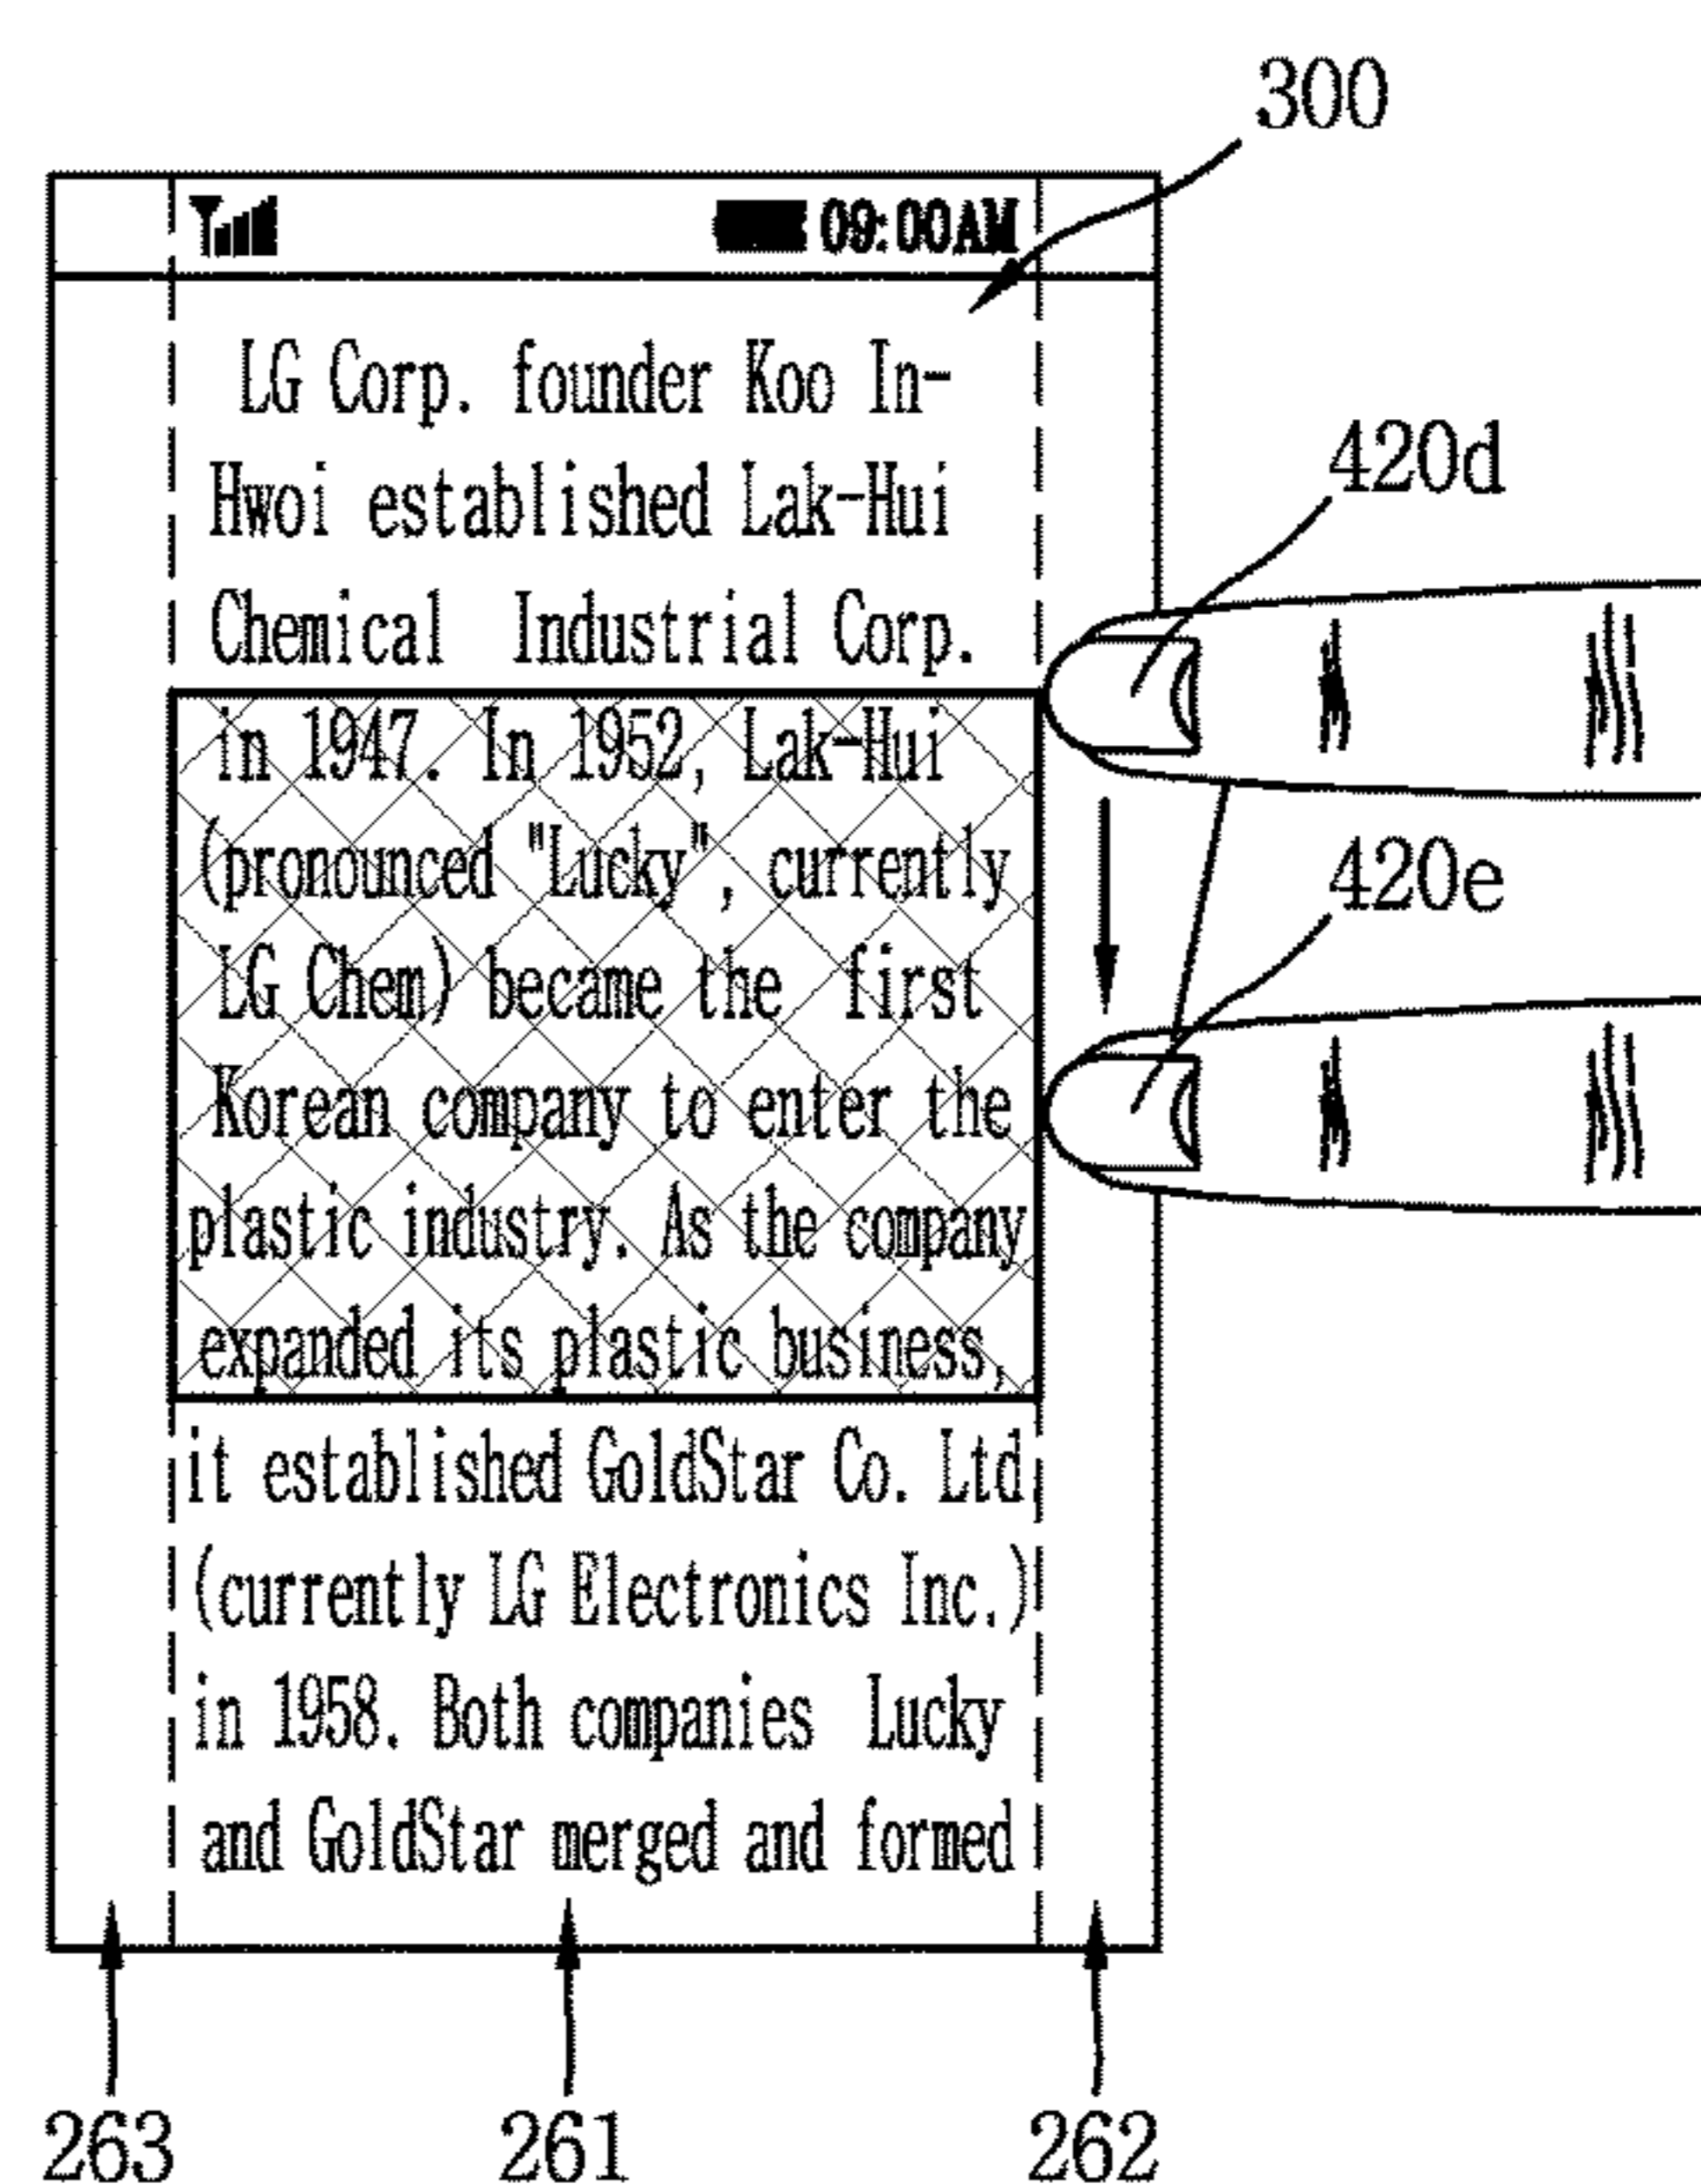 300
09:00AM
LG Corp. founder Koo In-
Hwoi established Lak-Hui
Chemical Industrial Corp.
420d
in 1947. In 1952, Lak-Hui
(pronounced "Lucky", currently
420e
LG Chem) became the first
Korean company to enter the
plastic industry. As the company
expanded its plastic business,
it established GoldStar Co. Ltd
(currently LG Electronics Inc.)
in 1958. Both companies Lucky
and GoldStar merged and formed
263 261 262